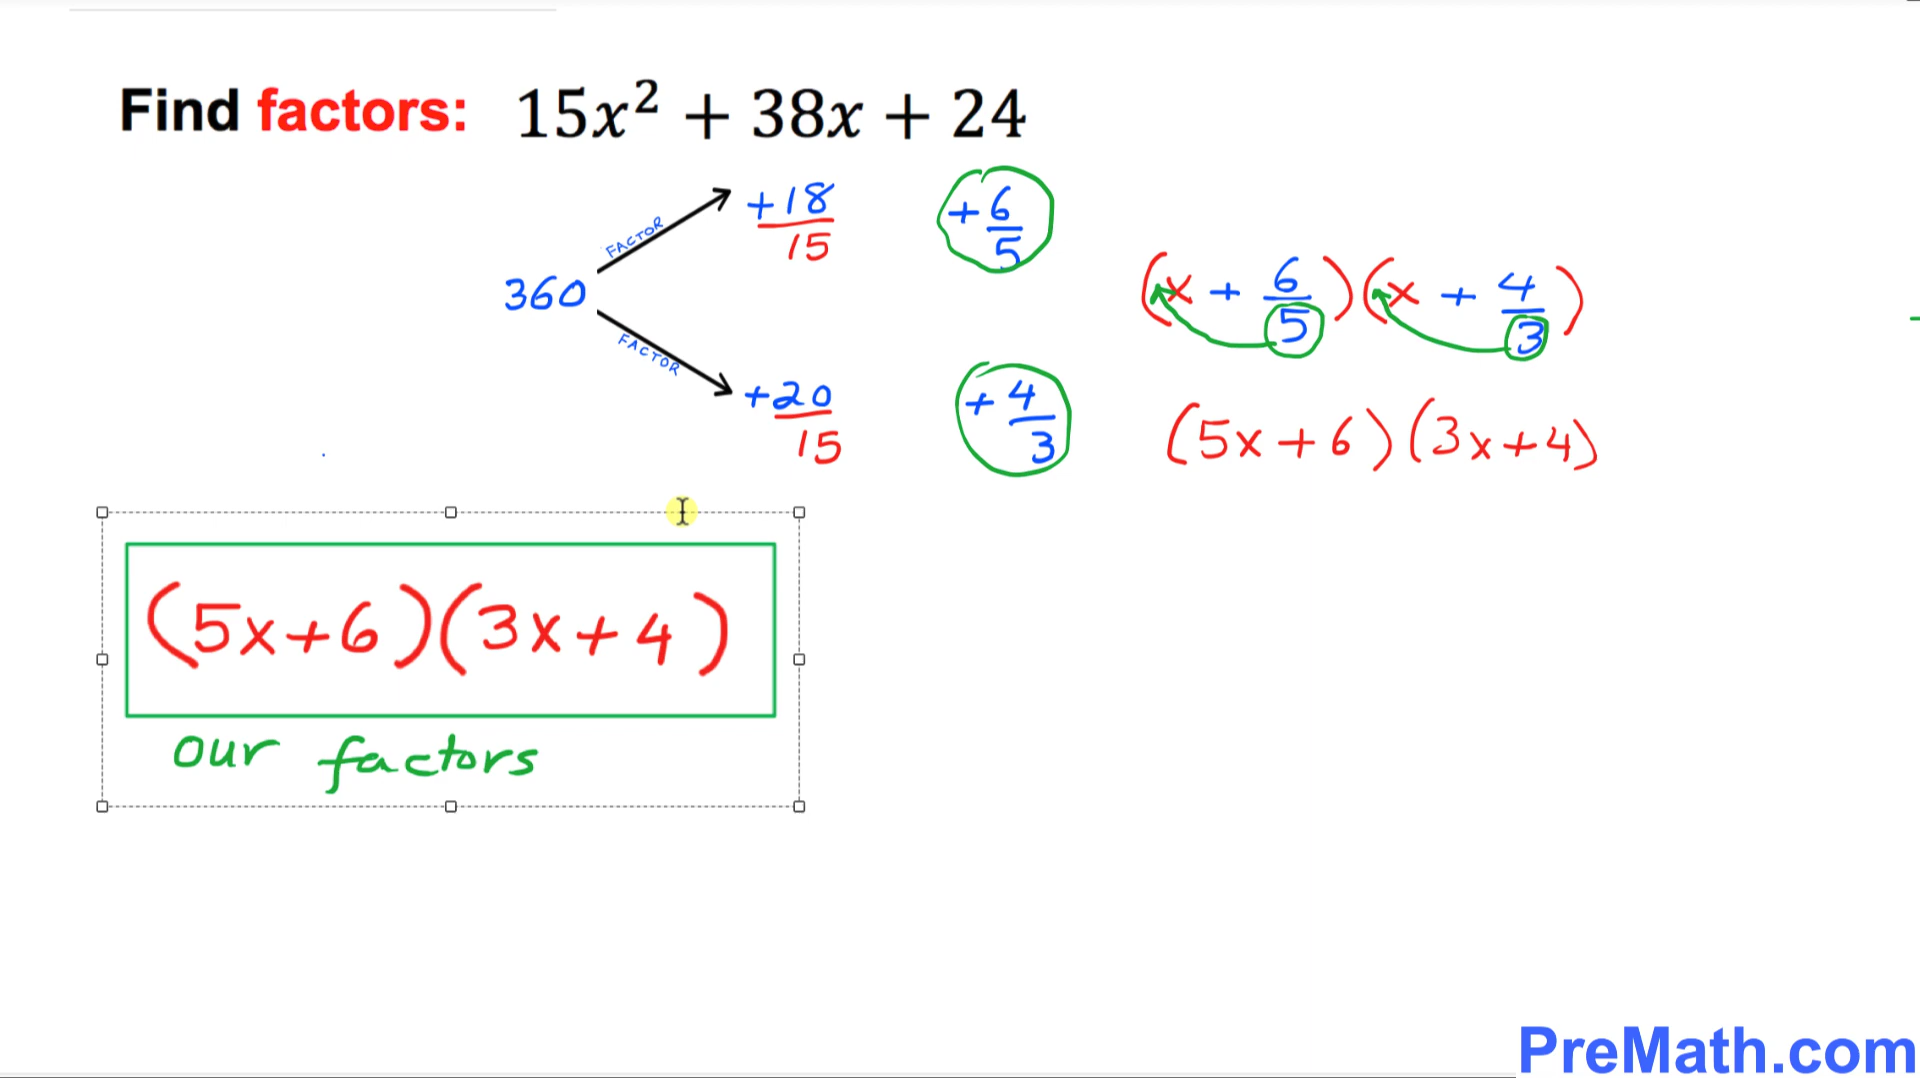 Find factors: 15x² + 38x + 24
+18
15
+6
5
FACTOR
360
FACTOR
+20
15
+4
3
(x + 6/5)(x + 4/3)
(5x+6)(3x+4)
(5x+6)(3x+4)
our factors
PreMath.com